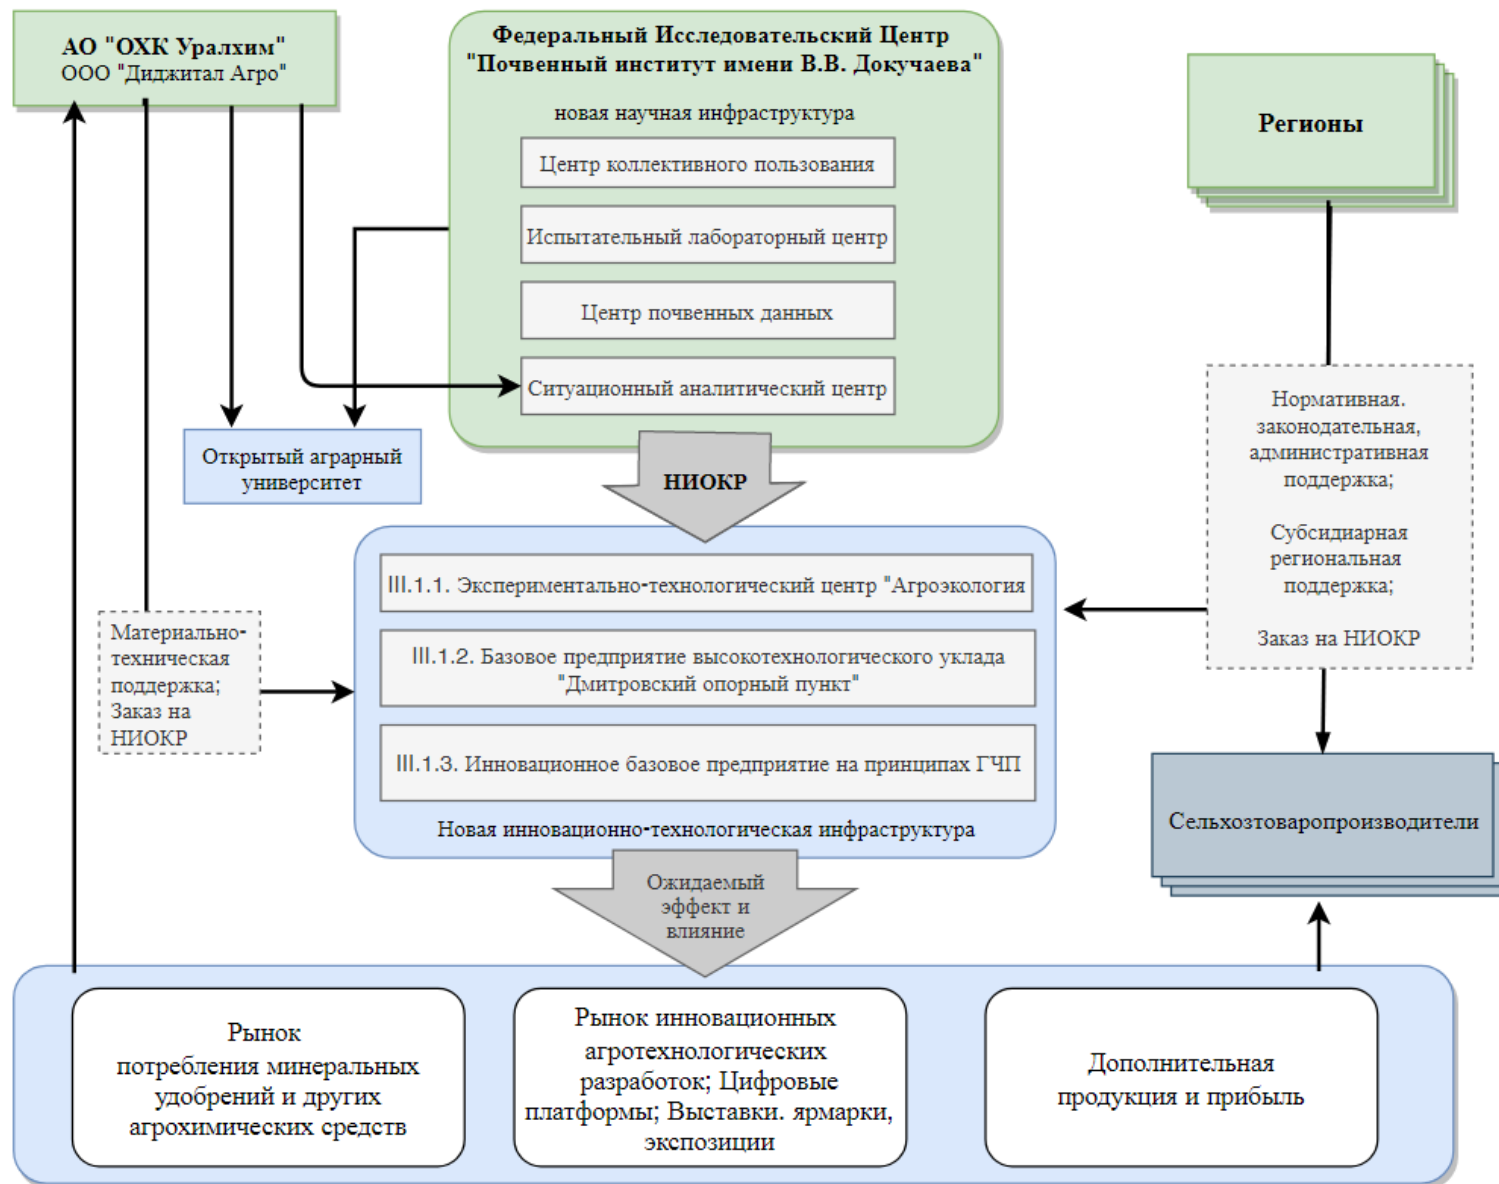 АО "ОХК Уралхим"
ООО "Диджитал Агро"
Федеральный Исследовательский Центр
"Почвенный институт имени В.В. Докучаева"
новая научная инфраструктура
Центр коллективного пользования
Испытательный лабораторный центр
Центр почвенных данных
Ситуационный аналитический центр
Регионы
Открытый аграрный
университет
НИОКР
Нормативная.
законодательная,
административная
поддержка;
Субсидиарная
региональная
поддержка;
Заказ на НИОКР
Материально-
техническая
поддержка;
Заказ на
НИОКР
III.1.1. Экспериментально-технологический центр "Агроэкология
III.1.2. Базовое предприятие высокотехнологического уклада
"Дмитровский опорный пункт"
III.1.3. Инновационное базовое предприятие на принципах ГЧП
Новая инновационно-технологическая инфраструктура
Сельхозтоваропроизводители
Ожидаемый
эффект и
влияние
Рынок
потребления минеральных
удобрений и других
агрохимических средств
Рынок инновационных
агротехнологических
разработок; Цифровые
платформы; Выставки. ярмарки,
экспозиции
Дополнительная
продукция и прибыль